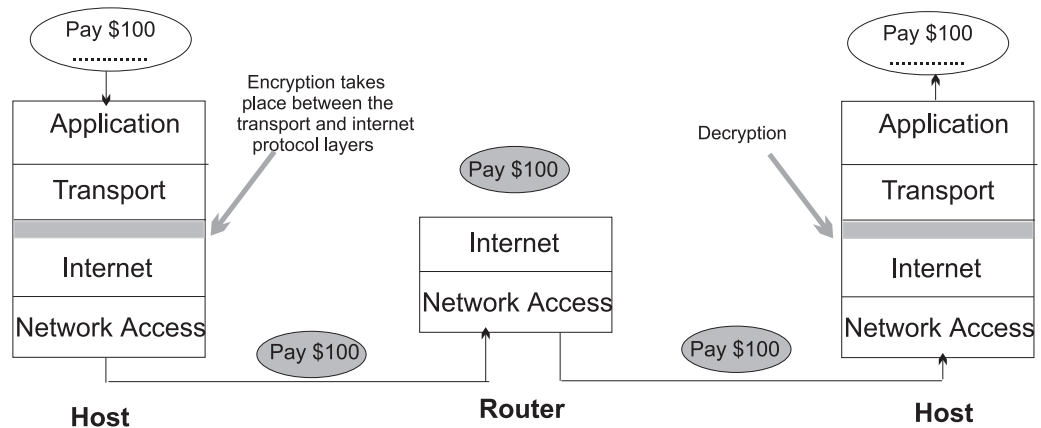 Pay $100
Application
Transport
Internet
Network Access
Host
Encryption takes
place between the
transport and internet
protocol layers
Pay $100
Pay $100
Internet
Network Access
Router
Pay $100
Decryption
Pay $100
Application
Transport
Internet
Network Access
Host